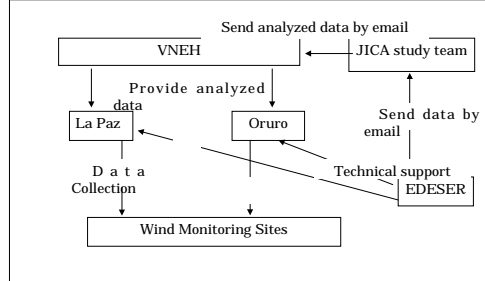 Send analyzed data by email
VNEH
JICA study team
Provide analyzed
data
Send data by
email
La Paz
Oruro
Data
Collection
Technical support
EDESER
Wind Monitoring Sites